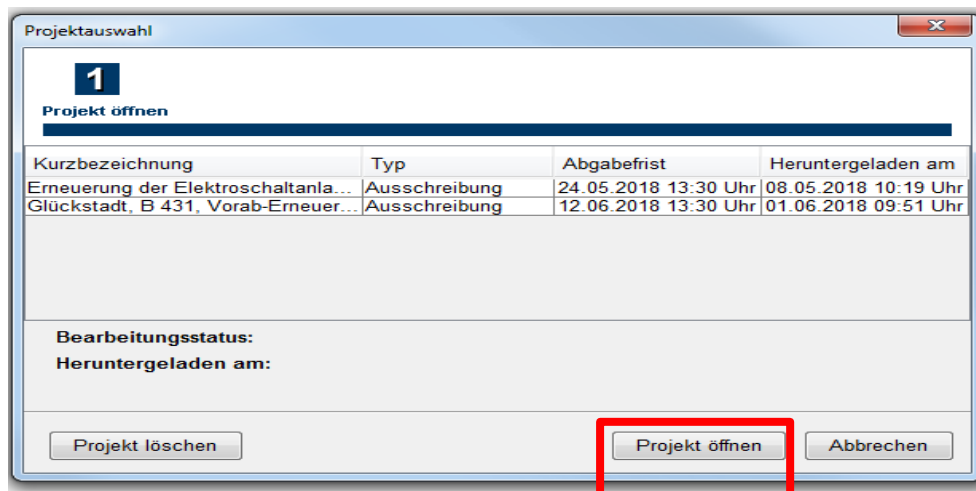 Projektauswahl
1
Projekt öffnen
Kurzbezeichnung Typ Abgabefrist Heruntergeladen am
Erneuerung der Elektroschaltanla... Ausschreibung 24.05.2018 13:30 Uhr 08.05.2018 10:19 Uhr
Glückstadt, B 431, Vorab-Erneuer... Ausschreibung 12.06.2018 13:30 Uhr 01.06.2018 09:51 Uhr
Bearbeitungsstatus:
Heruntergeladen am:
Projekt löschen Projekt öffnen Abbrechen